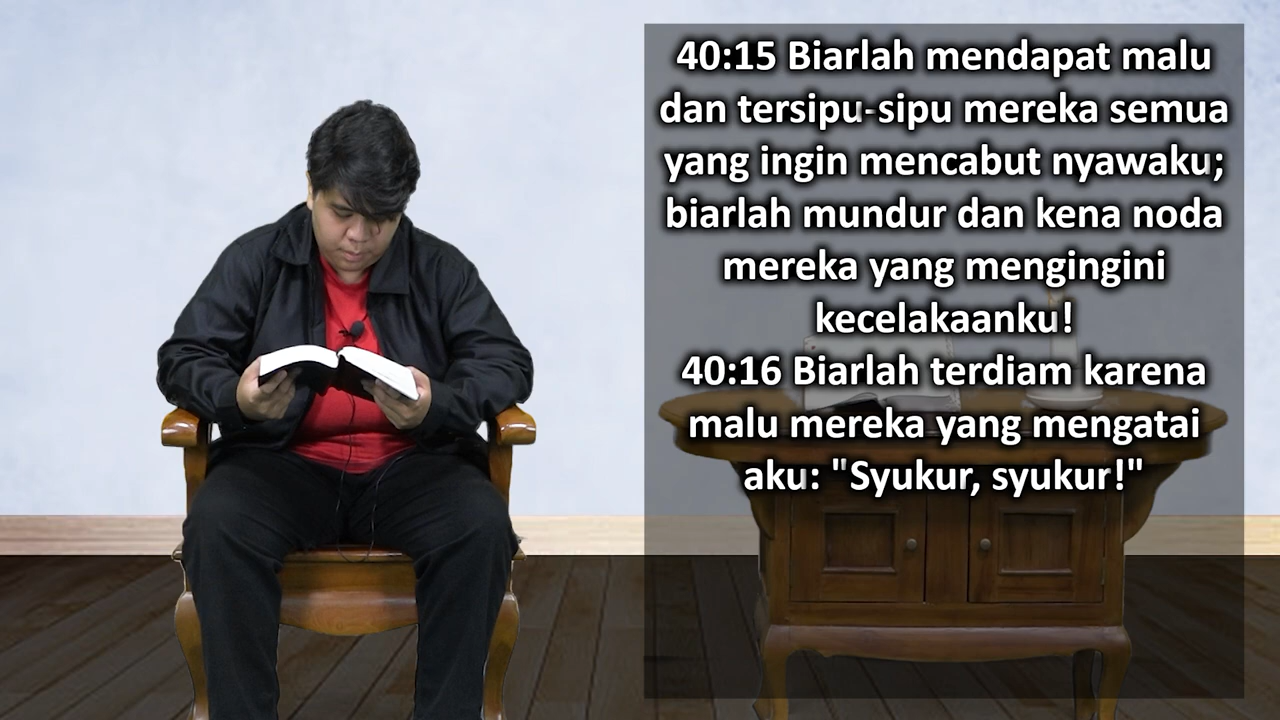 40:15 Biarlah mendapat malu
dan tersipu-sipu mereka semua
yang ingin mencabut nyawaku;
biarlah mundur dan kena noda
mereka yang mengingini
kecelakaanku!
40:16 Biarlah terdiam karena
malu mereka yang mengatai
aku: "Syukur, syukur!"